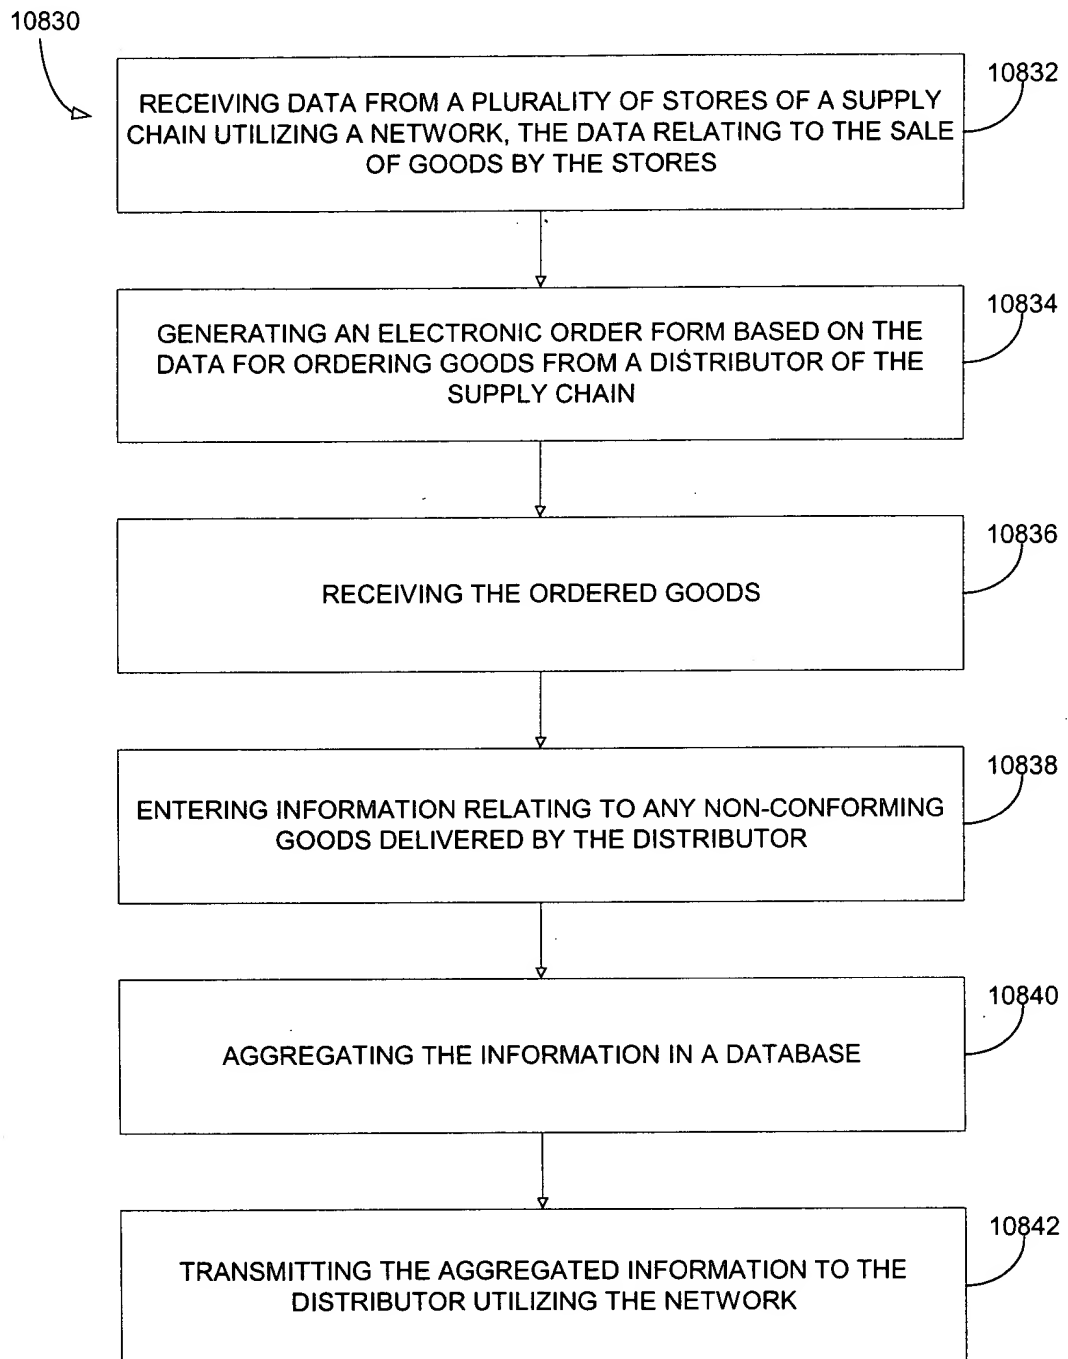 10830
10832
RECEIVING DATA FROM A PLURALITY OF STORES OF A SUPPLY
CHAIN UTILIZING A NETWORK, THE DATA RELATING TO THE SALE
OF GOODS BY THE STORES
10834
GENERATING AN ELECTRONIC ORDER FORM BASED ON THE
DATA FOR ORDERING GOODS FROM A DISTRIBUTOR OF THE
SUPPLY CHAIN
10836
RECEIVING THE ORDERED GOODS
10838
ENTERING INFORMATION RELATING TO ANY NON-CONFORMING
GOODS DELIVERED BY THE DISTRIBUTOR
10840
AGGREGATING THE INFORMATION IN A DATABASE
10842
TRANSMITTING THE AGGREGATED INFORMATION TO THE
DISTRIBUTOR UTILIZING THE NETWORK